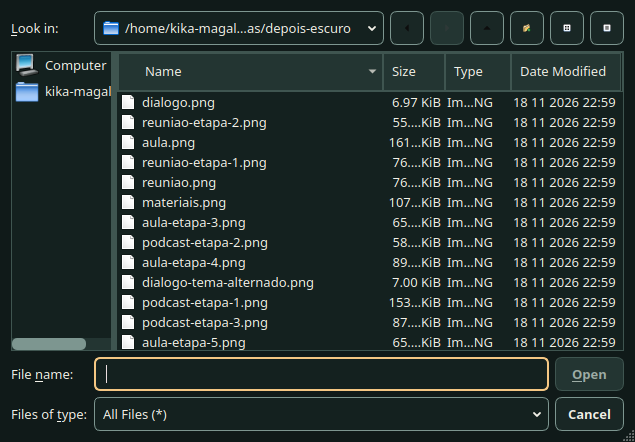 Look in: /home/kika-magal...as/depois-escuro
Computer
kika-magal
Name Size Type Date Modified
dialogo.png 6.97 KiB Im...NG 18 11 2026 22:59
reuniao-etapa-2.png 55....KiB Im...NG 18 11 2026 22:59
aula.png 161...KiB Im...NG 18 11 2026 22:59
reuniao-etapa-1.png 76....KiB Im...NG 18 11 2026 22:59
reuniao.png 76....KiB Im...NG 18 11 2026 22:59
materiais.png 107...KiB Im...NG 18 11 2026 22:59
aula-etapa-3.png 65....KiB Im...NG 18 11 2026 22:59
podcast-etapa-2.png 58....KiB Im...NG 18 11 2026 22:59
aula-etapa-4.png 89....KiB Im...NG 18 11 2026 22:59
dialogo-tema-alternado.png 7.00 KiB Im...NG 18 11 2026 22:59
podcast-etapa-1.png 153...KiB Im...NG 18 11 2026 22:59
podcast-etapa-3.png 87....KiB Im...NG 18 11 2026 22:59
aula-etapa-5.png 65....KiB Im...NG 18 11 2026 22:59
File name: Open
Files of type: All Files (*) Cancel